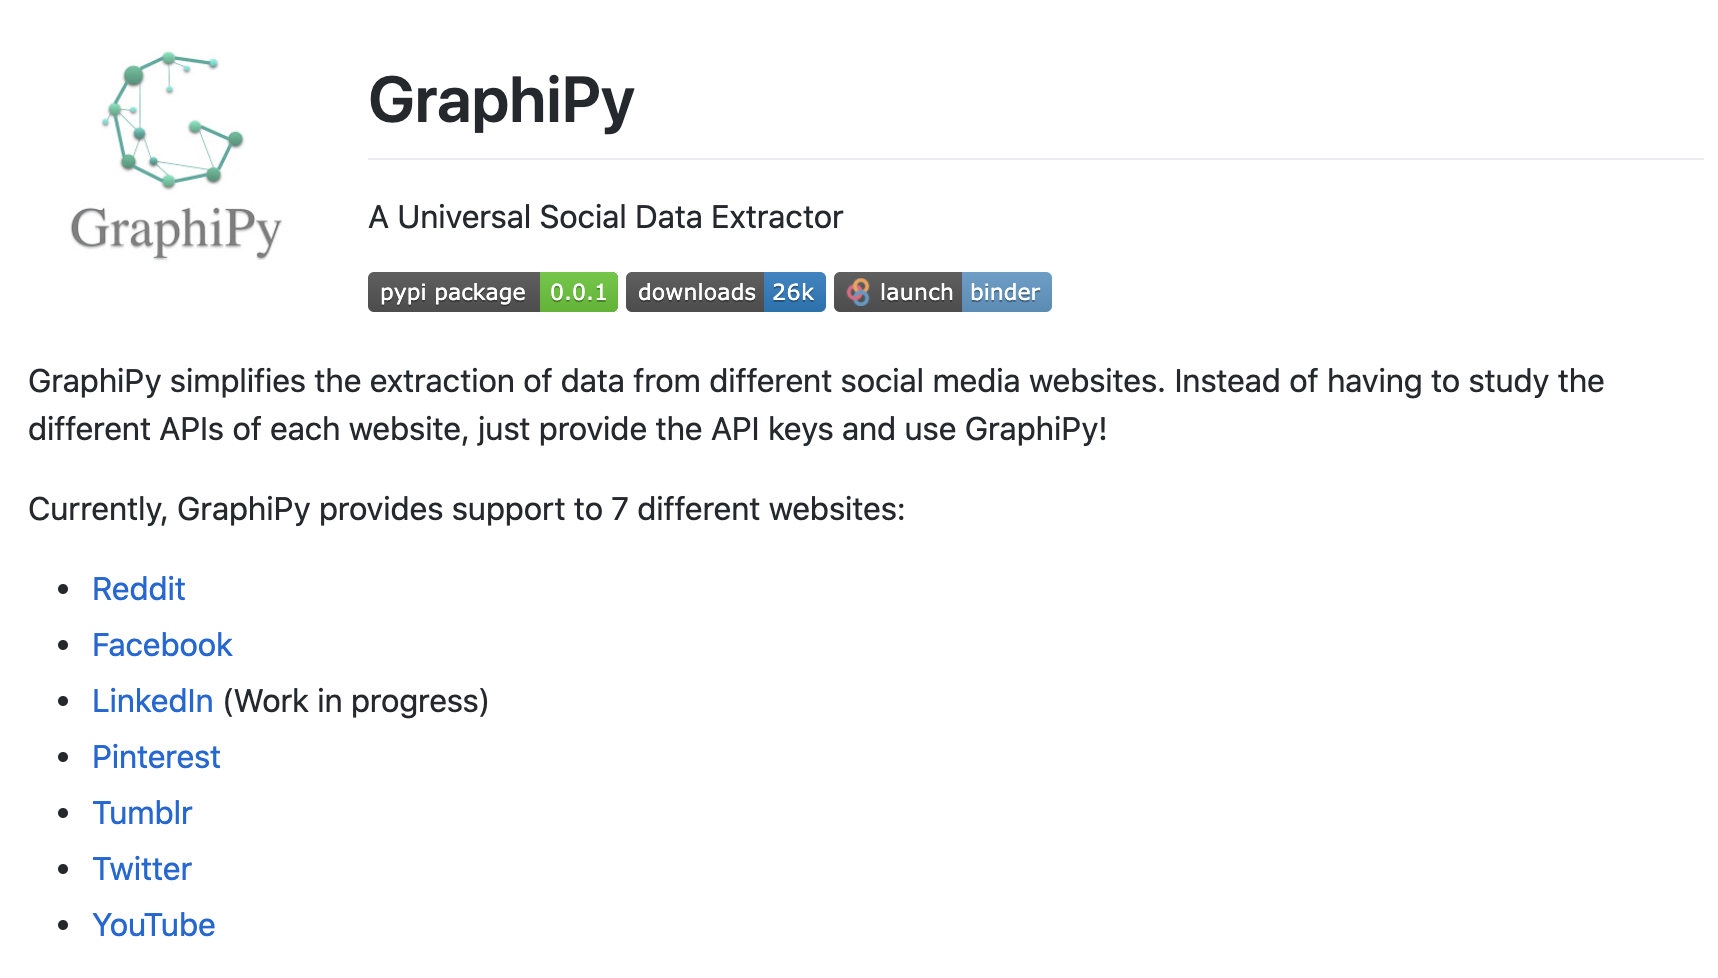 GraphiPy
GraphiPy
A Universal Social Data Extractor
pypi package 0.0.1 downloads 26k launch binder
GraphiPy simplifies the extraction of data from different social media websites. Instead of having to study the
different APIs of each website, just provide the API keys and use GraphiPy!
Currently, GraphiPy provides support to 7 different websites:
• Reddit
• Facebook
• LinkedIn (Work in progress)
• Pinterest
• Tumblr
• Twitter
• YouTube